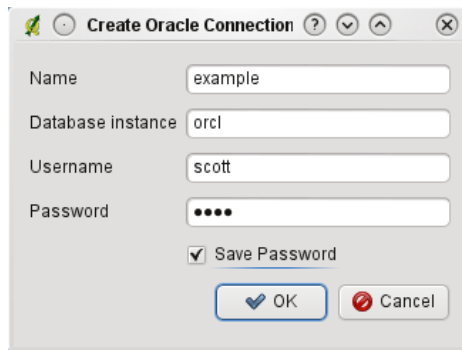 Create Oracle Connection
Name example
Database instance orcl
Username scott
Password ●●●●
Save Password
OK Cancel